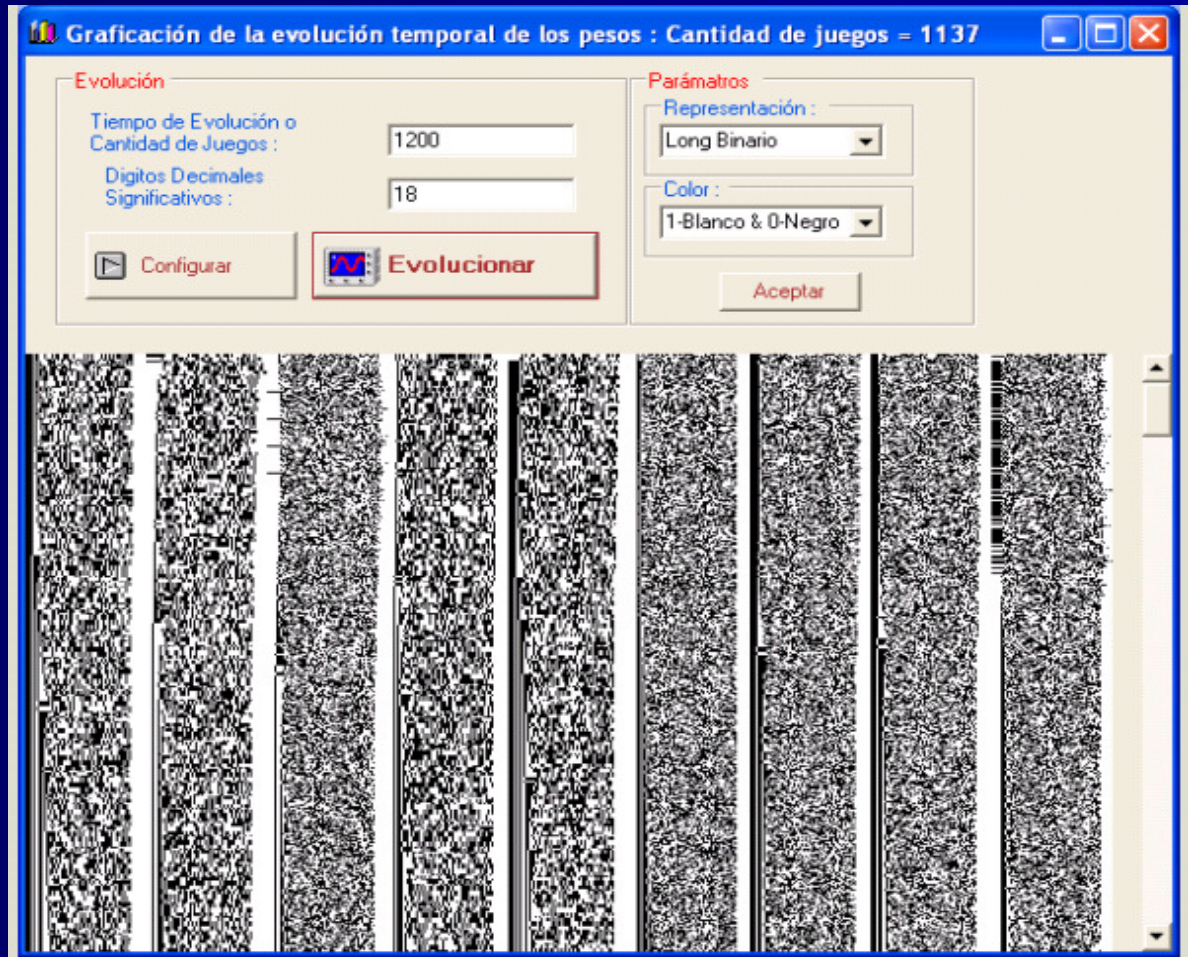 Graficación de la evolución temporal de los pesos : Cantidad de juegos = 1137
Evolución
Tiempo de Evolución o
Cantidad de Juegos :
1200
Digitos Decimales
Significativos :
18
Configurar
Evolucionar
Parámatros
Representación :
Long Binario
Color :
1-Blanco & 0-Negro
Aceptar